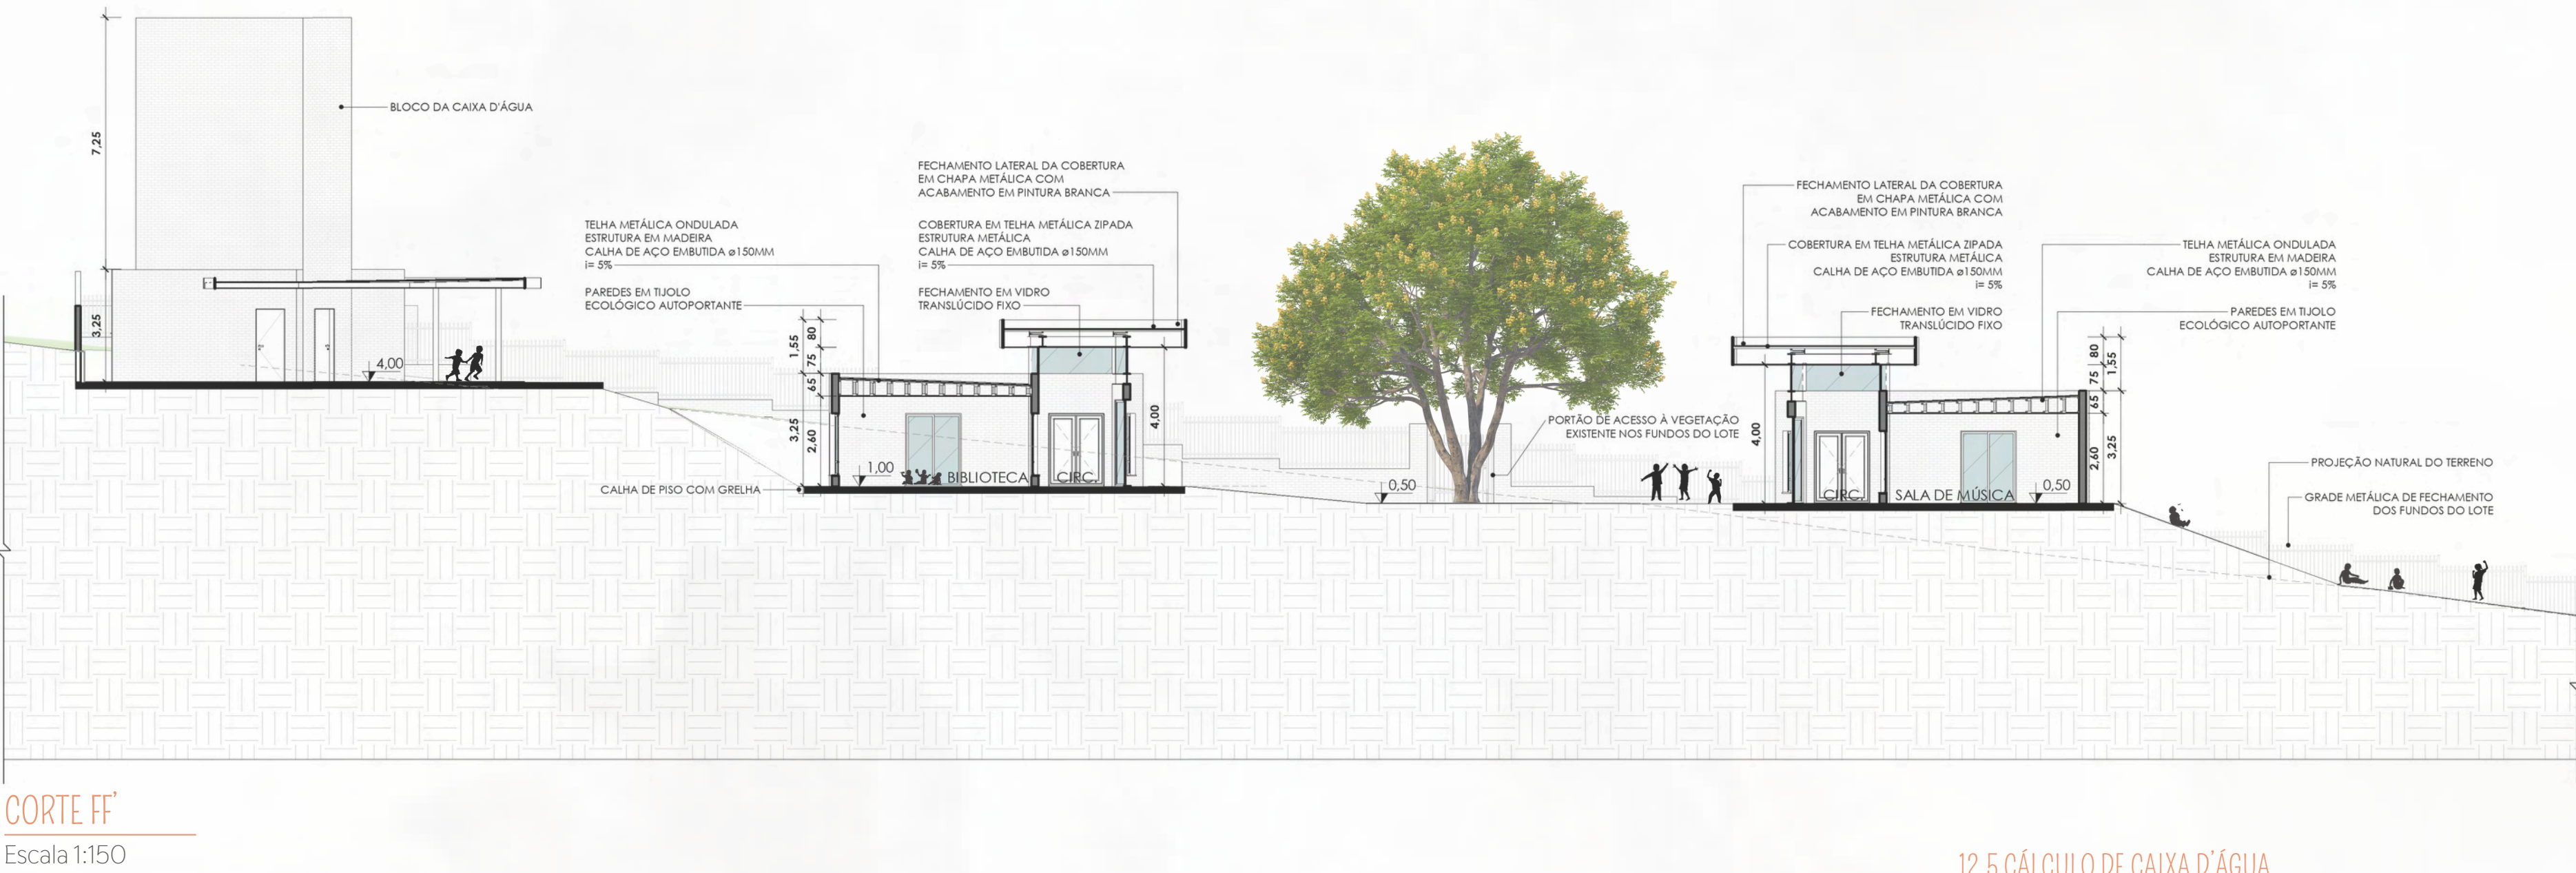 7,25
BLOCO DA CAIXA D'ÁGUA
3,25
4,00
TELHA METÁLICA ONDULADA
ESTRUTURA EM MADEIRA
CALHA DE AÇO EMBUTIDA ø150MM
i= 5%
PAREDES EM TIJOLO
ECOLÓGICO AUTOPORTANTE
FECHAMENTO LATERAL DA COBERTURA
EM CHAPA METÁLICA COM
ACABAMENTO EM PINTURA BRANCA
COBERTURA EM TELHA METÁLICA ZIPADA
ESTRUTURA METÁLICA
CALHA DE AÇO EMBUTIDA ø150MM
i= 5%
FECHAMENTO EM VIDRO
TRANSLÚCIDO FIXO
1,55
80
75
65
3,25
2,60
4,00
1,00
BIBLIOTECA
CIRC.
CALHA DE PISO COM GRELHA
0,50
PORTÃO DE ACESSO À VEGETAÇÃO
EXISTENTE NOS FUNDOS DO LOTE
FECHAMENTO LATERAL DA COBERTURA
EM CHAPA METÁLICA COM
ACABAMENTO EM PINTURA BRANCA
COBERTURA EM TELHA METÁLICA ZIPADA
ESTRUTURA METÁLICA
CALHA DE AÇO EMBUTIDA ø150MM
i= 5%
FECHAMENTO EM VIDRO
TRANSLÚCIDO FIXO
TELHA METÁLICA ONDULADA
ESTRUTURA EM MADEIRA
CALHA DE AÇO EMBUTIDA ø150MM
i= 5%
PAREDES EM TIJOLO
ECOLÓGICO AUTOPORTANTE
4,00
80
75
1,55
65
2,60
3,25
CIRC.
SALA DE MÚSICA
0,50
PROJEÇÃO NATURAL DO TERRENO
GRADE METÁLICA DE FECHAMENTO
DOS FUNDOS DO LOTE
CORTE FF'
Escala 1:150
12.5 CÁLCULO DE CAIXA D'ÁGUA